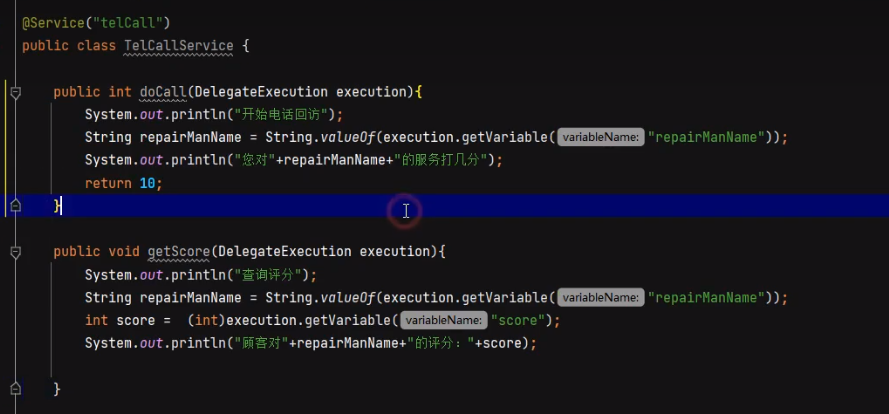 @Service("telCall")
public class TelCallService {
public int doCall(DelegateExecution execution){
System.out.println("开始电话回访");
String repairManName = String.valueOf(execution.getVariable( variableName: "repairManName"));
System.out.println("您对"+repairManName+"的服务打几分");
return 10;
}
public void getScore(DelegateExecution execution){
System.out.println("查询评分");
String repairManName = String.valueOf(execution.getVariable( variableName: "repairManName"));
int score =  (int)execution.getVariable( variableName: "score");
System.out.println("顾客对"+repairManName+"的评分："+score);
}